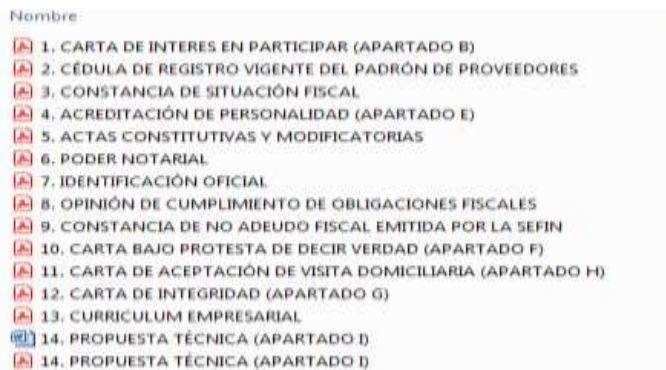 Nombre
1. CARTA DE INTERES EN PARTICIPAR (APARTADO B)
2. CÉDULA DE REGISTRO VIGENTE DEL PADRÓN DE PROVEEDORES
3. CONSTANCIA DE SITUACIÓN FISCAL
4. ACREDITACIÓN DE PERSONALIDAD (APARTADO E)
5. ACTAS CONSTITUTIVAS Y MODIFICATORIAS
6. PODER NOTARIAL
7. IDENTIFICACIÓN OFICIAL
8. OPINIÓN DE CUMPLIMIENTO DE OBLIGACIONES FISCALES
9. CONSTANCIA DE NO ADEUDO FISCAL EMITIDA POR LA SEFIN
10. CARTA BAJO PROTESTA DE DECIR VERDAD (APARTADO F)
11. CARTA DE ACEPTACIÓN DE VISITA DOMICILIARIA (APARTADO H)
12. CARTA DE INTEGRIDAD (APARTADO G)
13. CURRICULUM EMPRESARIAL
14. PROPUESTA TÉCNICA (APARTADO I)
14. PROPUESTA TÉCNICA (APARTADO I)